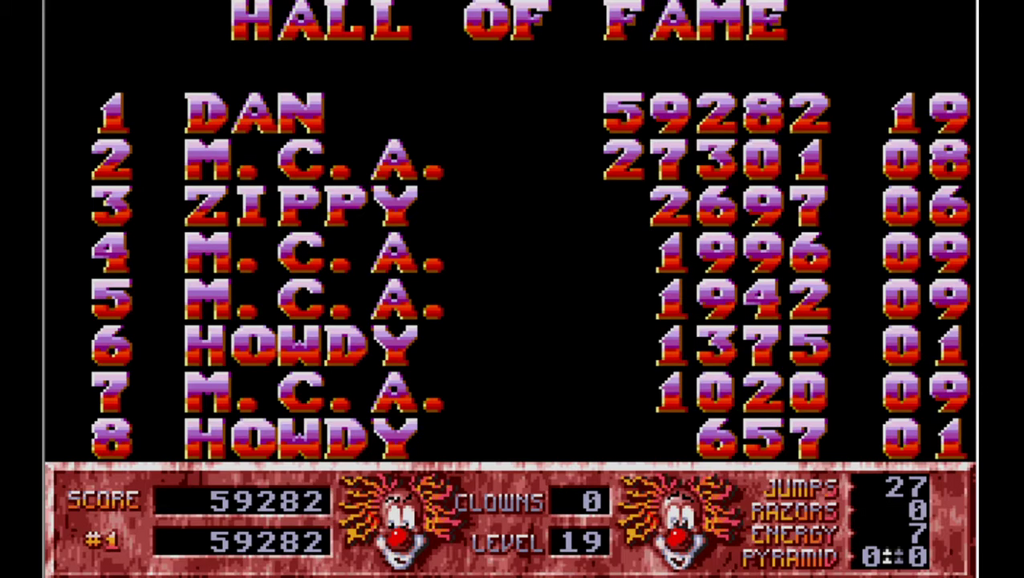 HALL OF FAME
1 DAN 59282 19
2 M.C.A. 27301 08
3 ZIPPY 2697 06
4 M.C.A. 1996 09
5 M.C.A. 1942 09
6 HOWDY 1375 01
7 M.C.A. 1020 09
8 HOWDY 657 01
SCORE 59282 CLOWNS 0 JUMPS 27
RAZORS 0
#1 59282 LEVEL 19 ENERGY 7
PYRAMID 0±±0